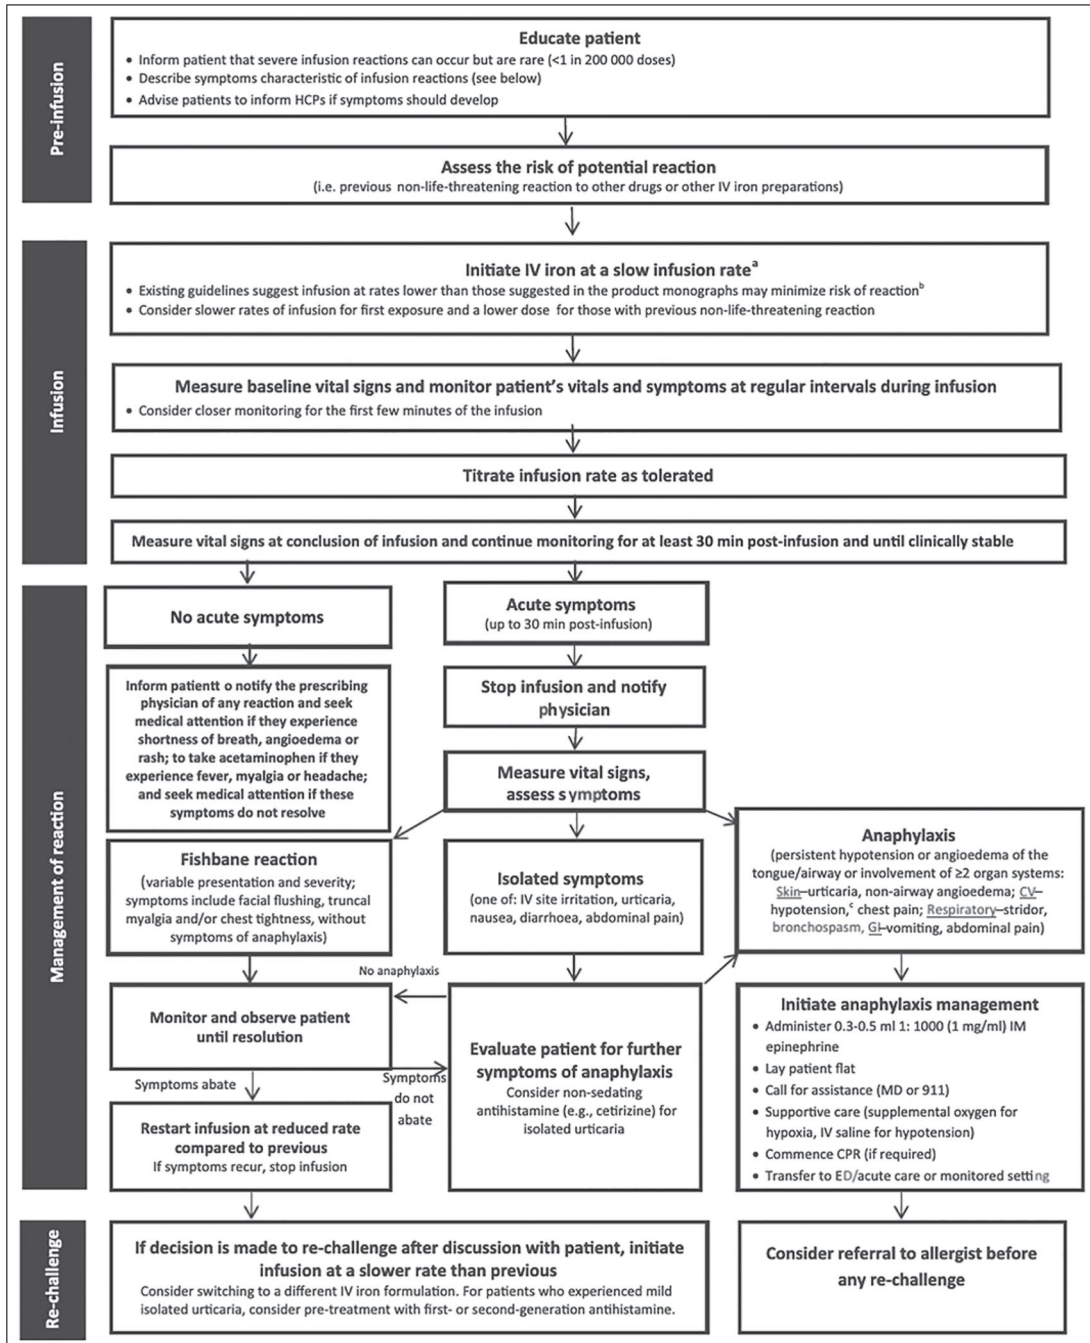 Pre-infusion
Educate patient
• Inform patient that severe infusion reactions can occur but are rare (<1 in 200 000 doses)
• Describe symptoms characteristic of infusion reactions (see below)
• Advise patients to inform HCPs if symptoms should develop
Assess the risk of potential reaction
(i.e. previous non-life-threatening reaction to other drugs or other IV iron preparations)
Infusion
Initiate IV iron at a slow infusion rateᵃ
• Existing guidelines suggest infusion at rates lower than those suggested in the product monographs may minimize risk of reactionᵇ
• Consider slower rates of infusion for first exposure and a lower dose for those with previous non-life-threatening reaction
Measure baseline vital signs and monitor patient's vitals and symptoms at regular intervals during infusion
• Consider closer monitoring for the first few minutes of the infusion
Titrate infusion rate as tolerated
Measure vital signs at conclusion of infusion and continue monitoring for at least 30 min post-infusion and until clinically stable
Management of reaction
No acute symptoms
Inform patientt o notify the prescribing
physician of any reaction and seek
medical attention if they experience
shortness of breath, angioedema or
rash; to take acetaminophen if they
experience fever, myalgia or headache;
and seek medical attention if these
symptoms do not resolve
Acute symptoms
(up to 30 min post-infusion)
Stop infusion and notify
physician
Measure vital signs,
assess symptoms
Fishbane reaction
(variable presentation and severity;
symptoms include facial flushing, truncal
myalgia and/or chest tightness, without
symptoms of anaphylaxis)
Isolated symptoms
(one of: IV site irritation, urticaria,
nausea, diarrhoea, abdominal pain)
Anaphylaxis
(persistent hypotension or angioedema of the
tongue/airway or involvement of ≥2 organ systems:
Skin–urticaria, non-airway angioedema; CV–
hypotension,ᶜ chest pain; Respiratory–stridor,
bronchospasm, GI–vomiting, abdominal pain)
No anaphylaxis
Monitor and observe patient
until resolution
Symptoms abate
Symptoms
do not
abate
Evaluate patient for further
symptoms of anaphylaxis
Consider non-sedating
antihistamine (e.g., cetirizine) for
isolated urticaria
Initiate anaphylaxis management
• Administer 0.3-0.5 ml 1: 1000 (1 mg/ml) IM
epinephrine
• Lay patient flat
• Call for assistance (MD or 911)
• Supportive care (supplemental oxygen for
hypoxia, IV saline for hypotension)
• Commence CPR (if required)
• Transfer to ED/acute care or monitored setting
Restart infusion at reduced rate
compared to previous
If symptoms recur, stop infusion
Re-challenge
If decision is made to re-challenge after discussion with patient, initiate
infusion at a slower rate than previous
Consider switching to a different IV iron formulation. For patients who experienced mild
isolated urticaria, consider pre-treatment with first- or second-generation antihistamine.
Consider referral to allergist before
any re-challenge